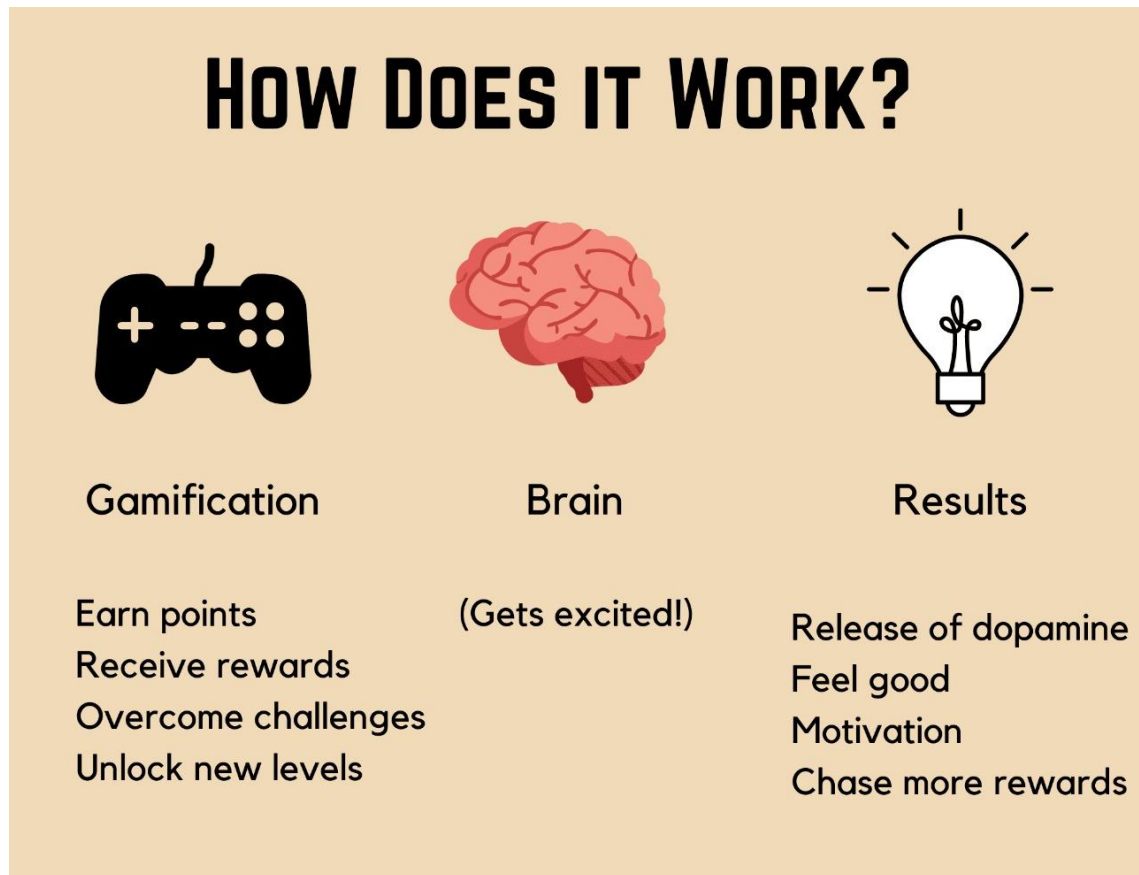 How Does it Work?
Gamification
Earn points
Receive rewards
Overcome challenges
Unlock new levels
Brain
(Gets excited!)
Results
Release of dopamine
Feel good
Motivation
Chase more rewards